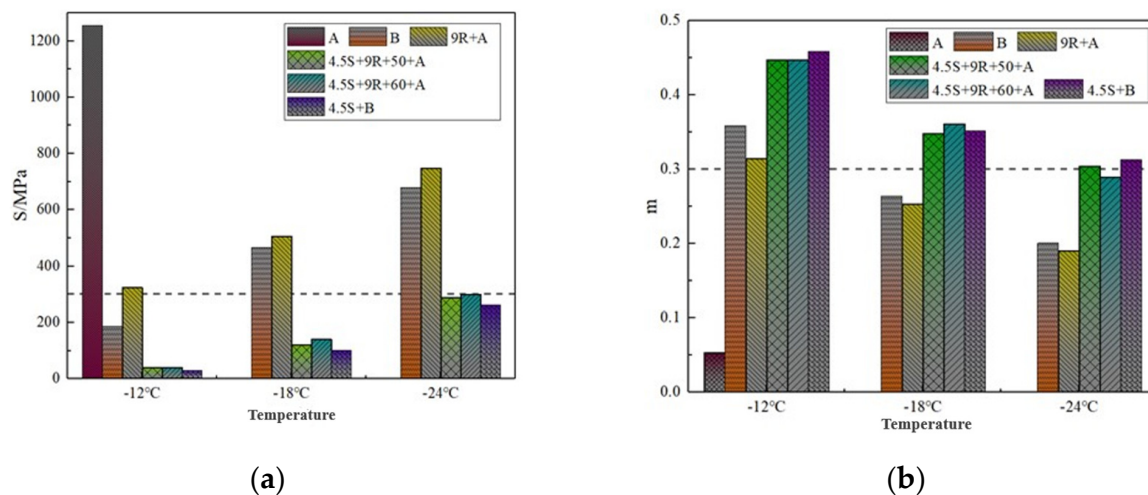 1200
1000
800
600
400
200
0
S/MPa
A B 9R+A
4.5S+9R+50+A
4.5S+9R+60+A
4.5S+B
-12℃ -18℃ -24℃
Temperature
(a)
0.5
0.4
0.3
0.2
0.1
0.0
m
A B 9R+A
4.5S+9R+50+A
4.5S+9R+60+A 4.5S+B
-12℃ -18℃ -24℃
Temperature
(b)